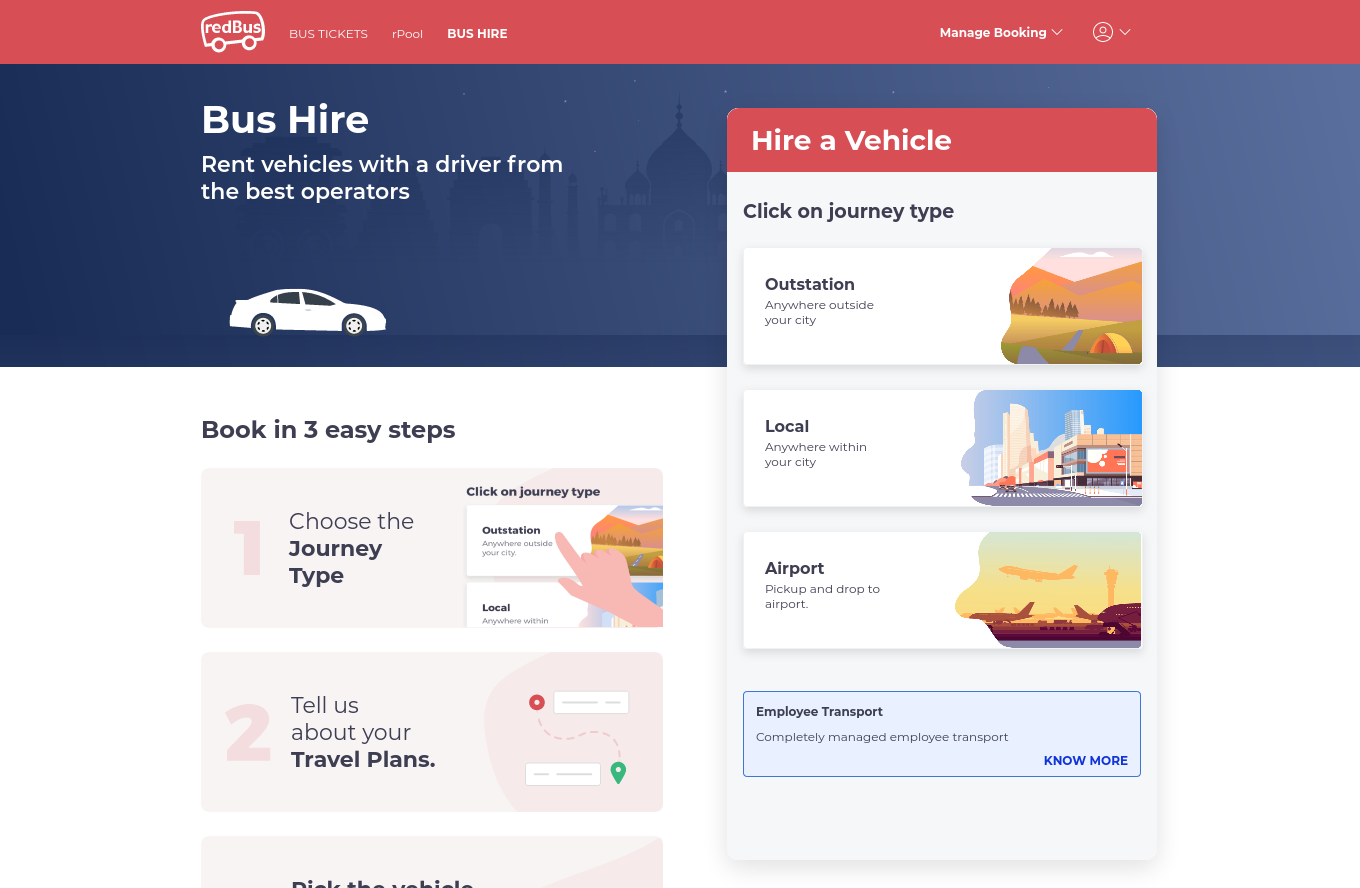 redBus
BUS TICKETS
rPool
BUS HIRE
Manage Booking
Bus Hire
Rent vehicles with a driver from
the best operators
Hire a Vehicle
Click on journey type
Outstation
Anywhere outside
your city
Local
Anywhere within
your city
Airport
Pickup and drop to
airport.
Employee Transport
Completely managed employee transport
KNOW MORE
Book in 3 easy steps
1
Choose the
Journey
Type
Click on journey type
Outstation
Anywhere outside
your city.
Local
Anywhere within
2
Tell us
about your
Travel Plans.
Pick the vehicle